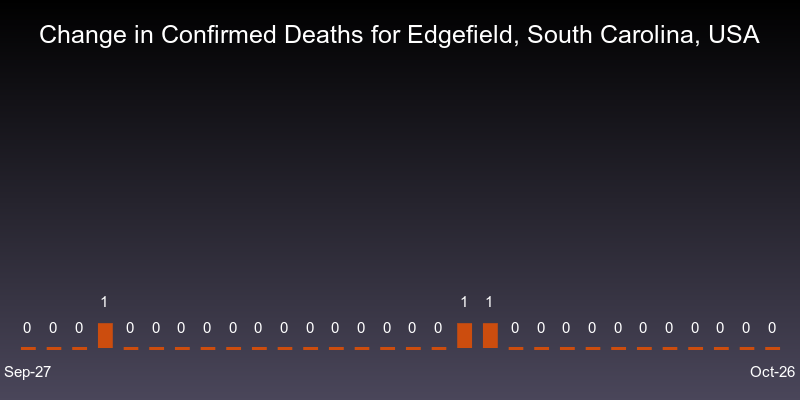 Change in Confirmed Deaths for Edgefield, South Carolina, USA
1 1 1
0 0 0 0 0 0 0 0 0 0 0 0 0 0 0 0 0 0 0 0 0 0 0 0 0 0 0
Sep-27 Oct-26